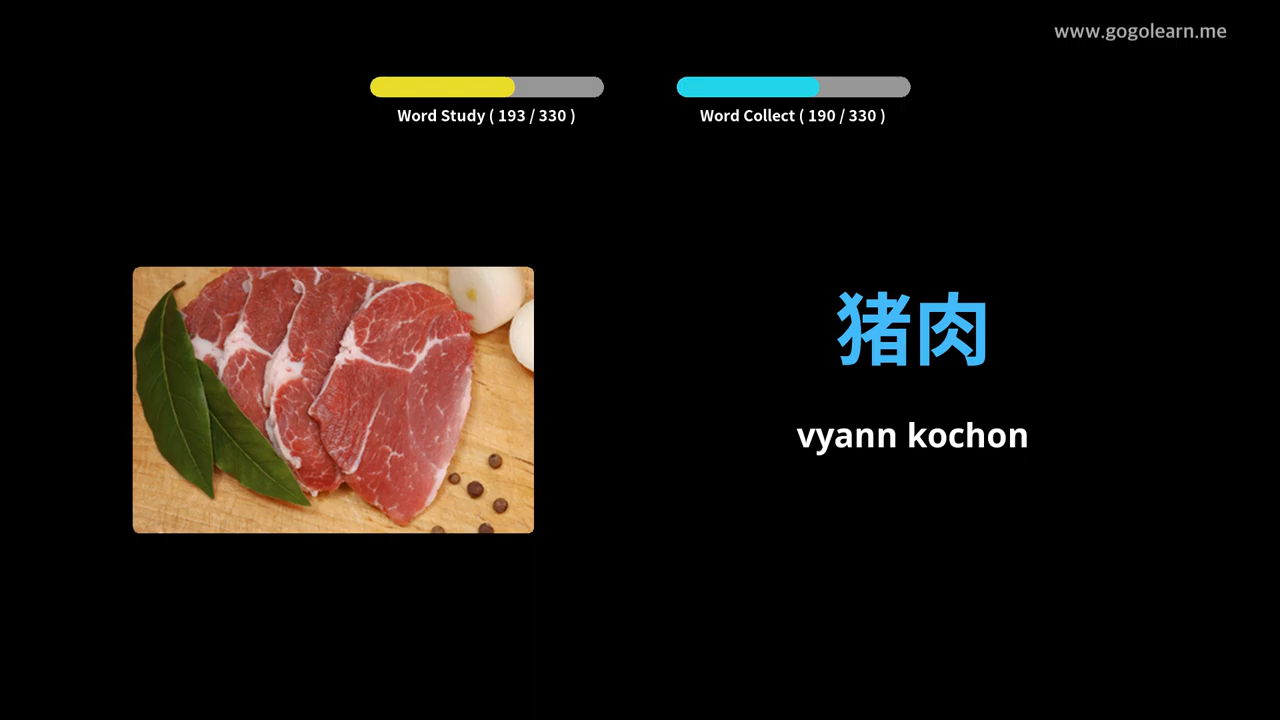 www.gogolearn.me
Word Study ( 193 / 330 )
Word Collect ( 190 / 330 )
猪肉
vyann kochon